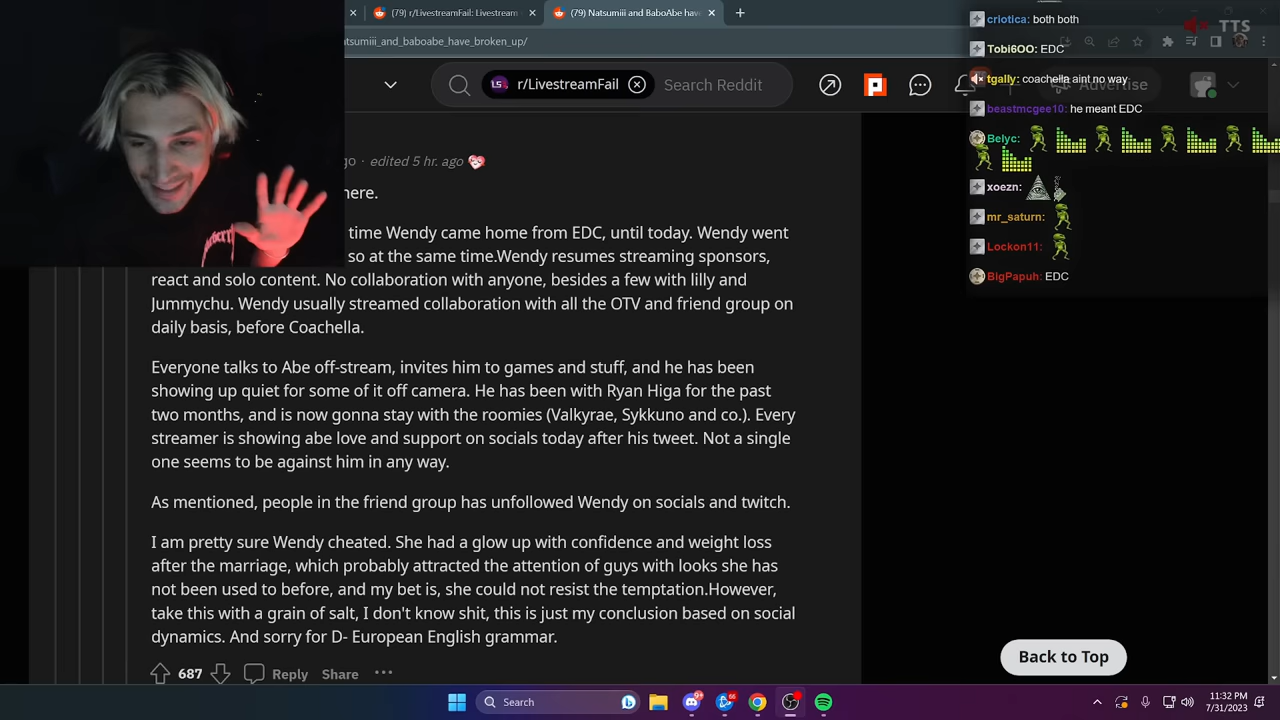 (79) r/LivestreamFail: Livestream
(79) Natsumiii and BaboAbe hav
atsumiii_and_baboabe_have_broken_up/
r/LivestreamFail
Search Reddit
Advertise
TTS
criotica: both both
Tobi6OO: EDC
tgally: coachella aint no way
beastmcgee10: he meant EDC
Belyc:
xoezn:
mr_saturn:
Lockon11:
BigPapuh: EDC
go · edited 5 hr. ago
here.
time Wendy came home from EDC, until today. Wendy went
so at the same time.Wendy resumes streaming sponsors,
react and solo content. No collaboration with anyone, besides a few with lilly and
Jummychu. Wendy usually streamed collaboration with all the OTV and friend group on
daily basis, before Coachella.
Everyone talks to Abe off-stream, invites him to games and stuff, and he has been
showing up quiet for some of it off camera. He has been with Ryan Higa for the past
two months, and is now gonna stay with the roomies (Valkyrae, Sykkuno and co.). Every
streamer is showing abe love and support on socials today after his tweet. Not a single
one seems to be against him in any way.
As mentioned, people in the friend group has unfollowed Wendy on socials and twitch.
I am pretty sure Wendy cheated. She had a glow up with confidence and weight loss
after the marriage, which probably attracted the attention of guys with looks she has
not been used to before, and my bet is, she could not resist the temptation.However,
take this with a grain of salt, I don't know shit, this is just my conclusion based on social
dynamics. And sorry for D- European English grammar.
687 Reply Share
Back to Top
Search
11:32 PM
7/31/2023